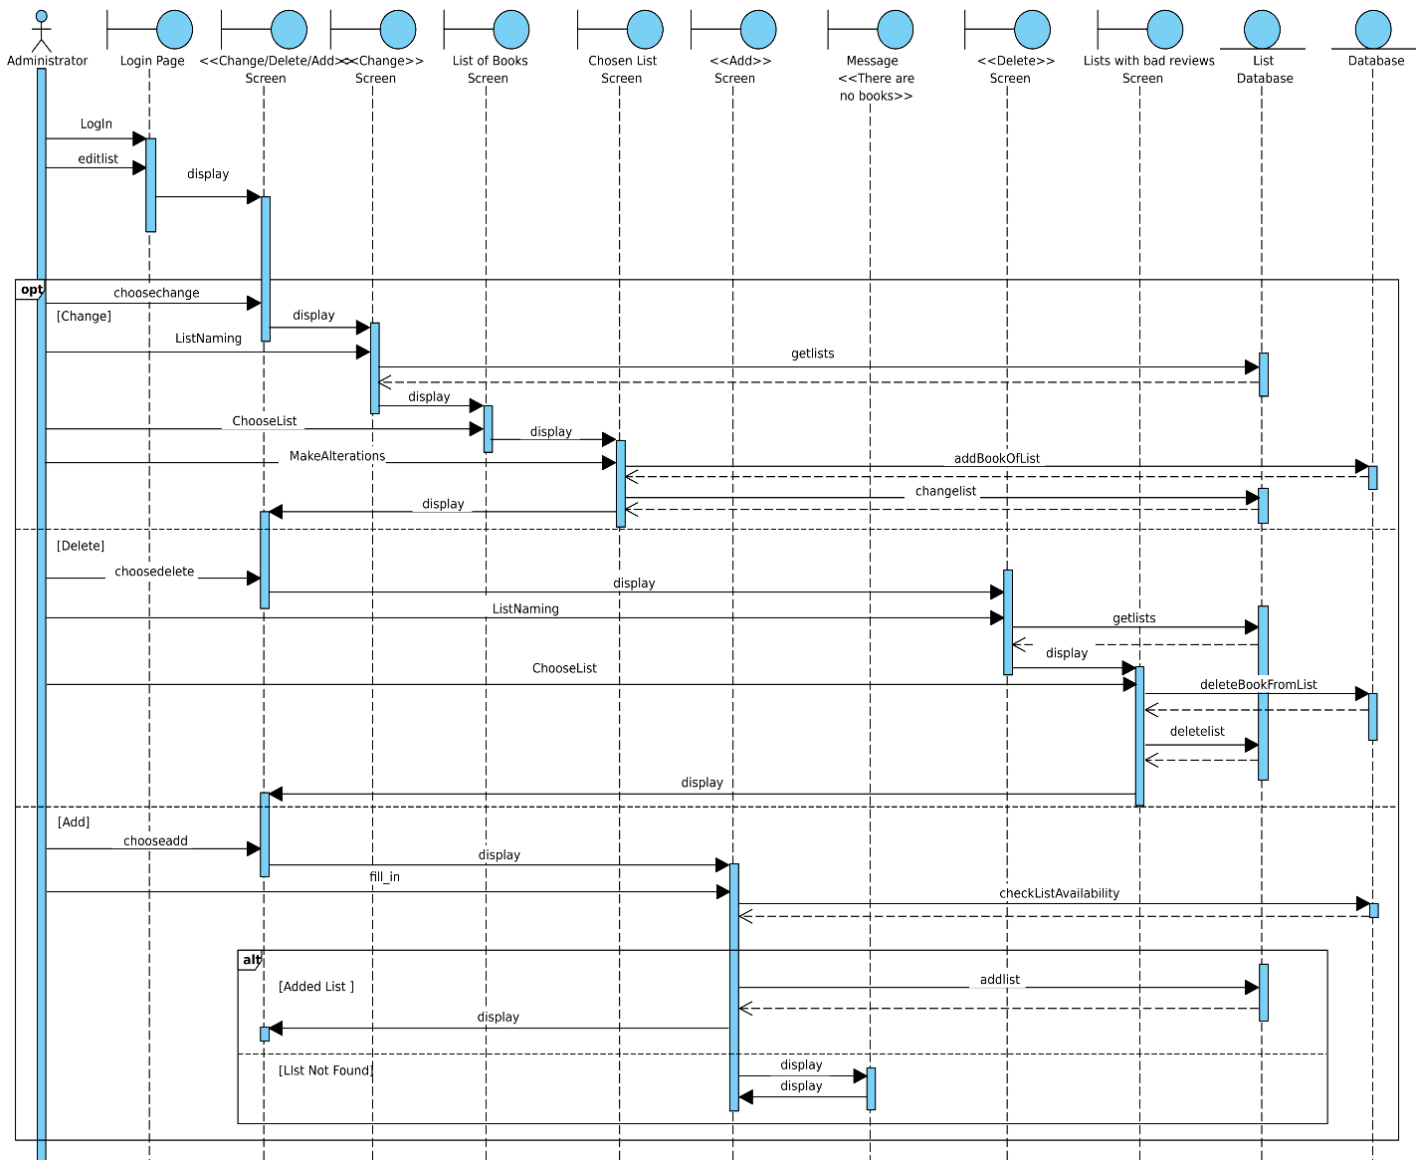 Administrator
Login Page
<<Change/Delete/Add>>
Screen
<<Change>>
Screen
List of Books
Screen
Chosen List
Screen
<<Add>>
Screen
Message
<<There are
no books>>
<<Delete>>
Screen
Lists with bad reviews
Screen
List
Database
Database
LogIn
editlist
display
opt
choosechange
[Change]
display
ListNaming
getlists
display
ChooseList
display
MakeAlterations
addBookOfList
changelist
display
[Delete]
choosedelete
display
ListNaming
getlists
display
ChooseList
deleteBookFromList
deletelist
display
[Add]
chooseadd
display
fill_in
checkListAvailability
alt
[Added List ]
addlist
display
[LIst Not Found]
display
display